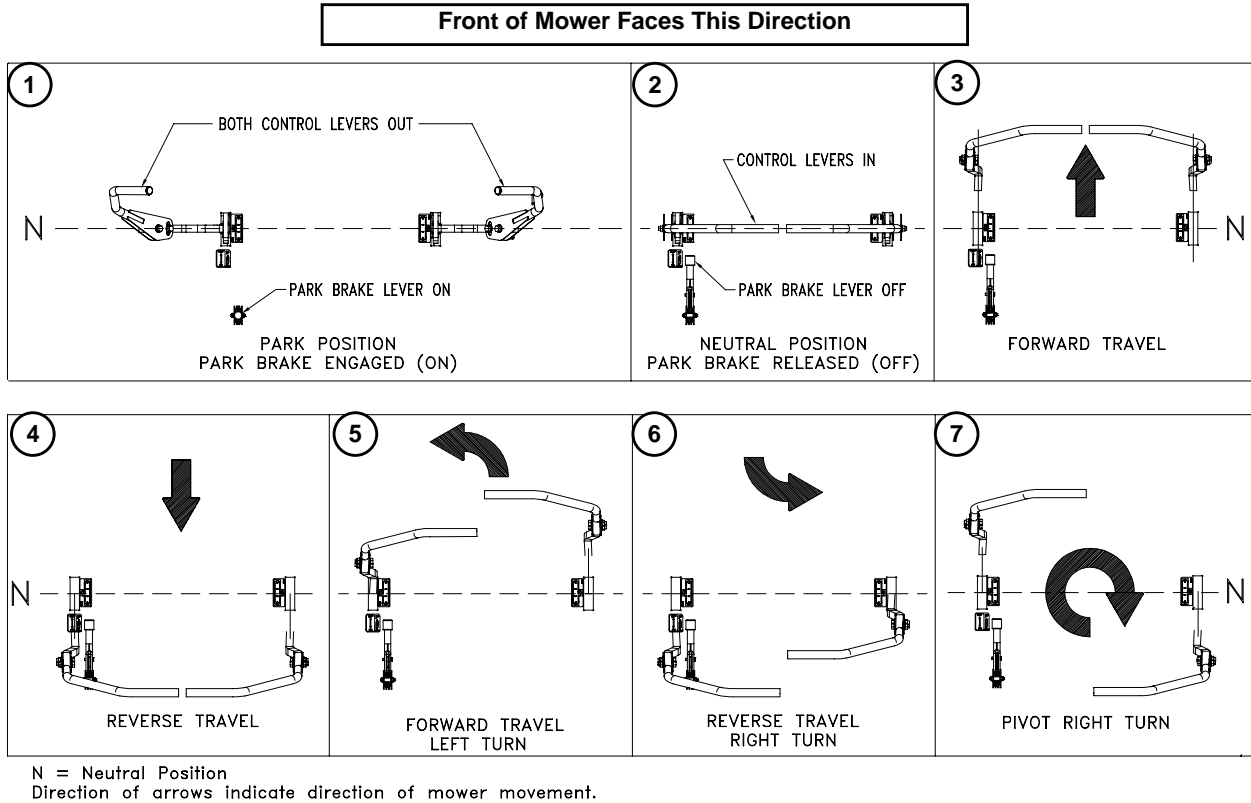 Front of Mower Faces This Direction
1
BOTH CONTROL LEVERS OUT
N
PARK BRAKE LEVER ON
PARK POSITION
PARK BRAKE ENGAGED (ON)
2
CONTROL LEVERS IN
PARK BRAKE LEVER OFF
NEUTRAL POSITION
PARK BRAKE RELEASED (OFF)
3
N
FORWARD TRAVEL
4
N
REVERSE TRAVEL
5
FORWARD TRAVEL
LEFT TURN
6
REVERSE TRAVEL
RIGHT TURN
7
N
PIVOT RIGHT TURN
N = Neutral Position
Direction of arrows indicate direction of mower movement.